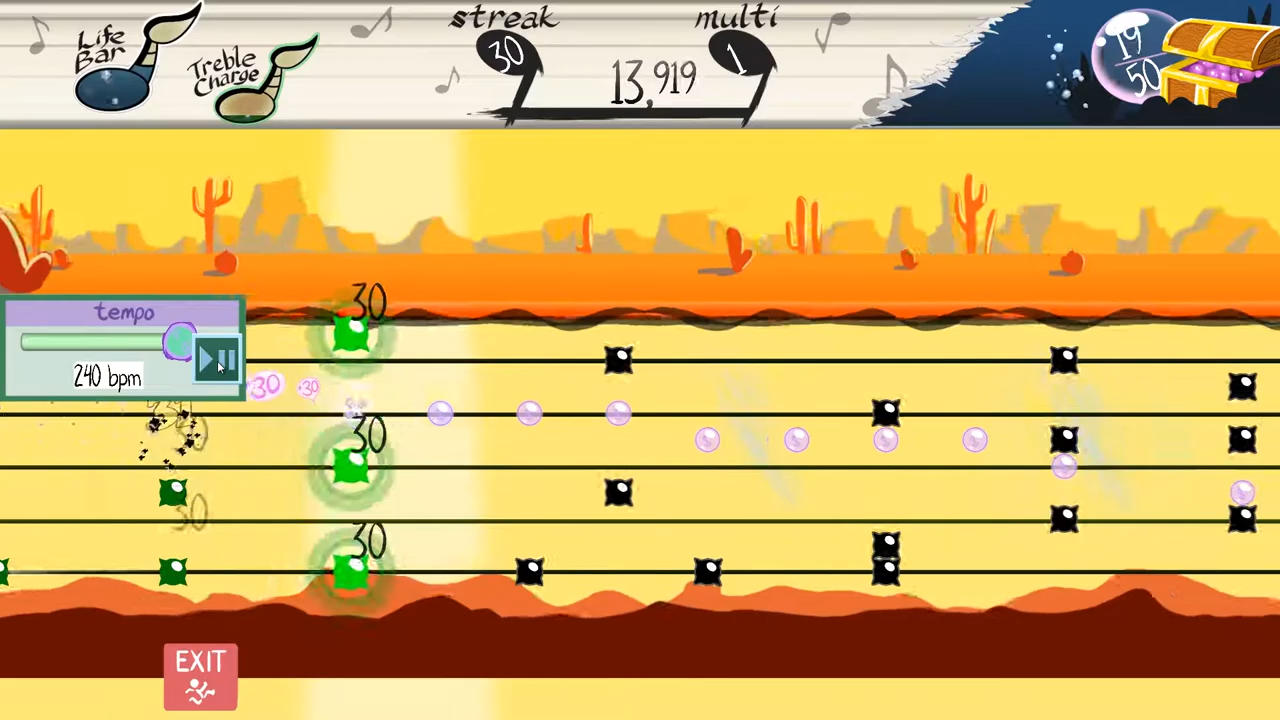 Life
Bar
Treble
Charge
streak
30
13,919
multi
1
19
50
tempo
240 bpm
30
30
30
30
30
30
EXIT